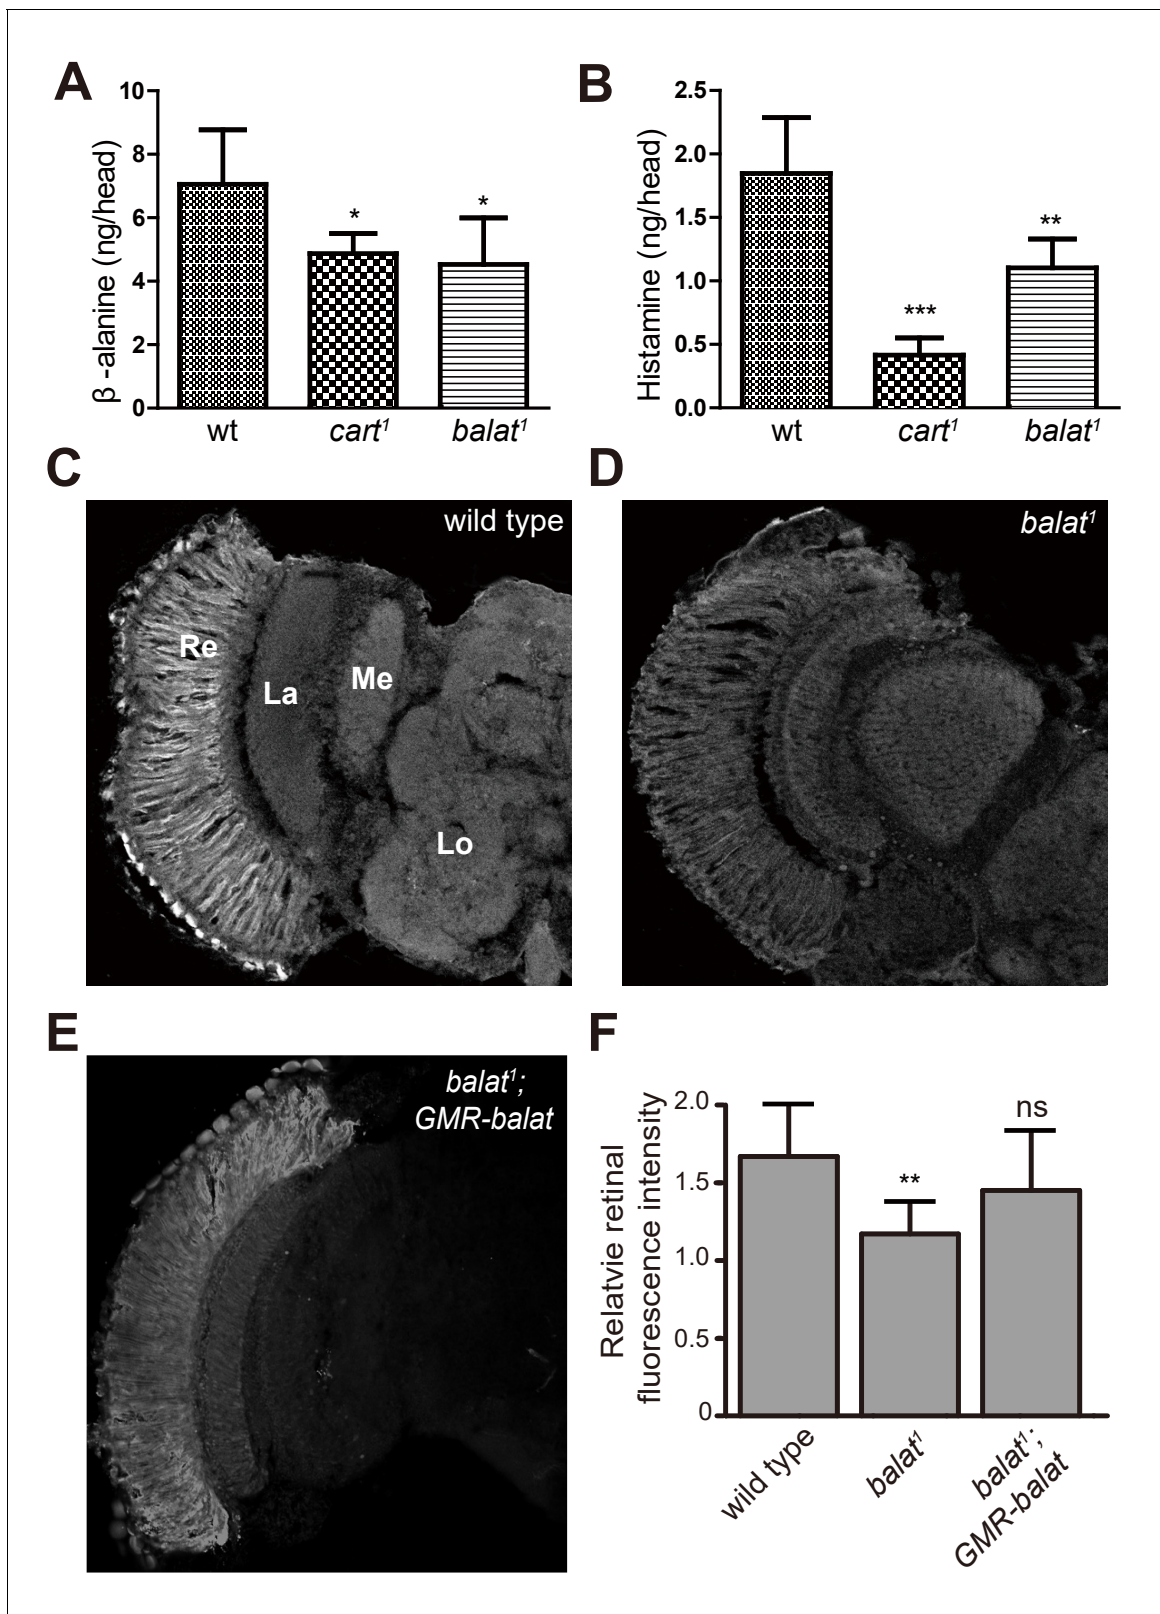 A
β -alanine (ng/head)
10
8
6
4
2
0
*
*
wt
cart¹
balat¹
B
Histamine (ng/head)
2.5
2.0
1.5
1.0
0.5
0.0
***
**
wt
cart¹
balat¹
C
wild type
Re
La
Me
Lo
D
balat¹
E
balat¹;
GMR-balat
F
Relatvie retinal
fluorescence intensity
2.0
1.5
1.0
0.5
0
**
ns
wild type
balat¹
balat¹;
GMR-balat